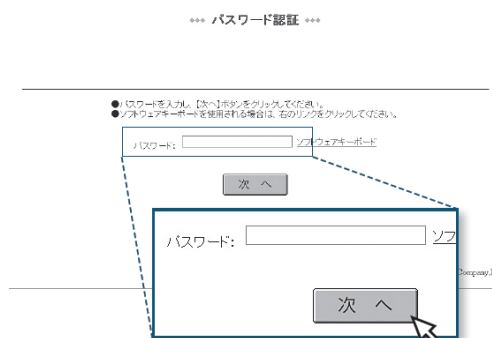 *** パスワード認証 ***
●パスワードを入力し、【次へ】ボタンをクリックしてください。
●ソフトウェアキーボードを使用される場合は、右のリンクをクリックしてください。
パスワード: ソフトウェアキーボード
次 へ
パスワード: ソフ
Company,
次 へ